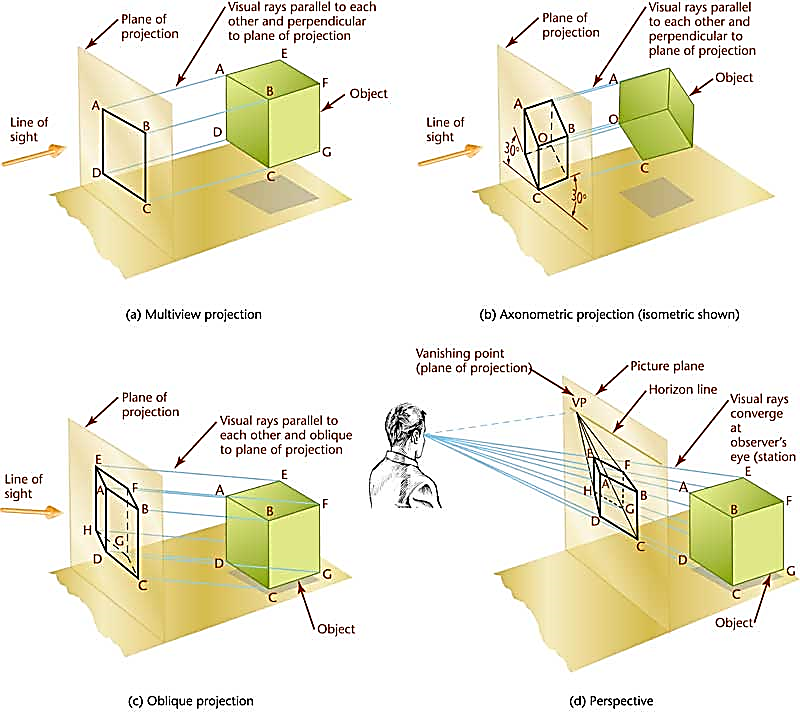 Plane of
projection
Visual rays parallel to each
other and perpendicular
to plane of projection
E
A
F
B
Object
A
B
Line of
sight
D
D
G
C
C
(a) Multiview projection
Plane of
projection
Visual rays parallel
to each other and
perpendicular to
plane of projection
A
Object
A
Line of
sight
O
O
B
30°
C
C
30°
(b) Axonometric projection (isometric shown)
Plane of
projection
Visual rays parallel to
each other and oblique
to plane of projection
E
E
Line of
sight
A
F
A
F
B
B
H
G
D
D
G
C
C
Object
(c) Oblique projection
Vanishing point
(plane of projection)
Picture plane
Horizon line
VP
Visual rays
converge
at
observer's
eye (station
E
F
A
E
A
H
B
F
B
G
D
C
D
G
C
Object
(d) Perspective